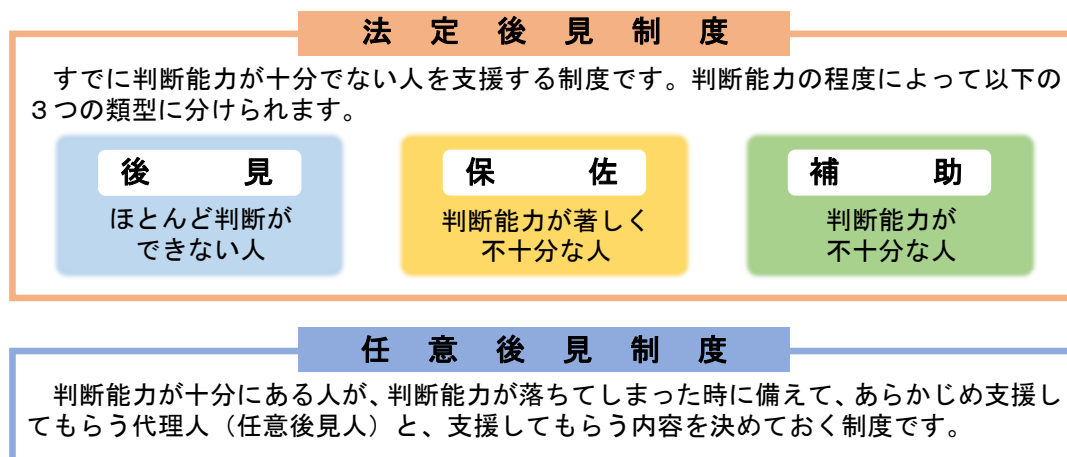 法定後見制度
すでに判断能力が十分でない人を支援する制度です。判断能力の程度によって以下の
３つの類型に分けられます。
後見
ほとんど判断が
できない人
保佐
判断能力が著しく
不十分な人
補助
判断能力が
不十分な人
任意後見制度
判断能力が十分にある人が、判断能力が落ちてしまった時に備えて、あらかじめ支援し
てもらう代理人（任意後見人）と、支援してもらう内容を決めておく制度です。